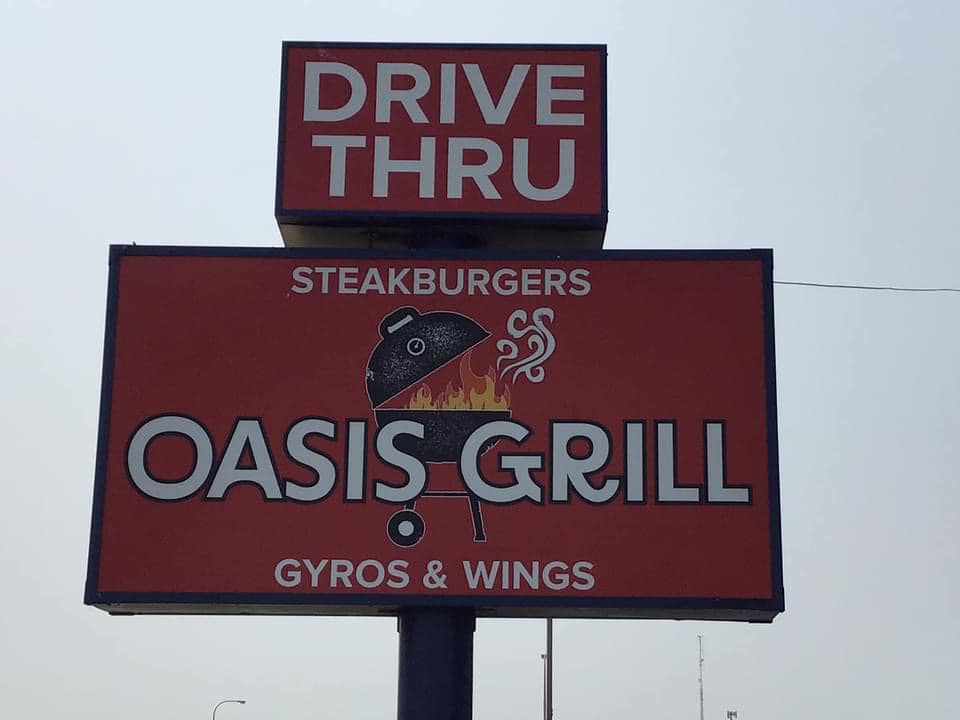 DRIVE
THRU
STEAKBURGERS
OASIS GRILL
GYROS & WINGS